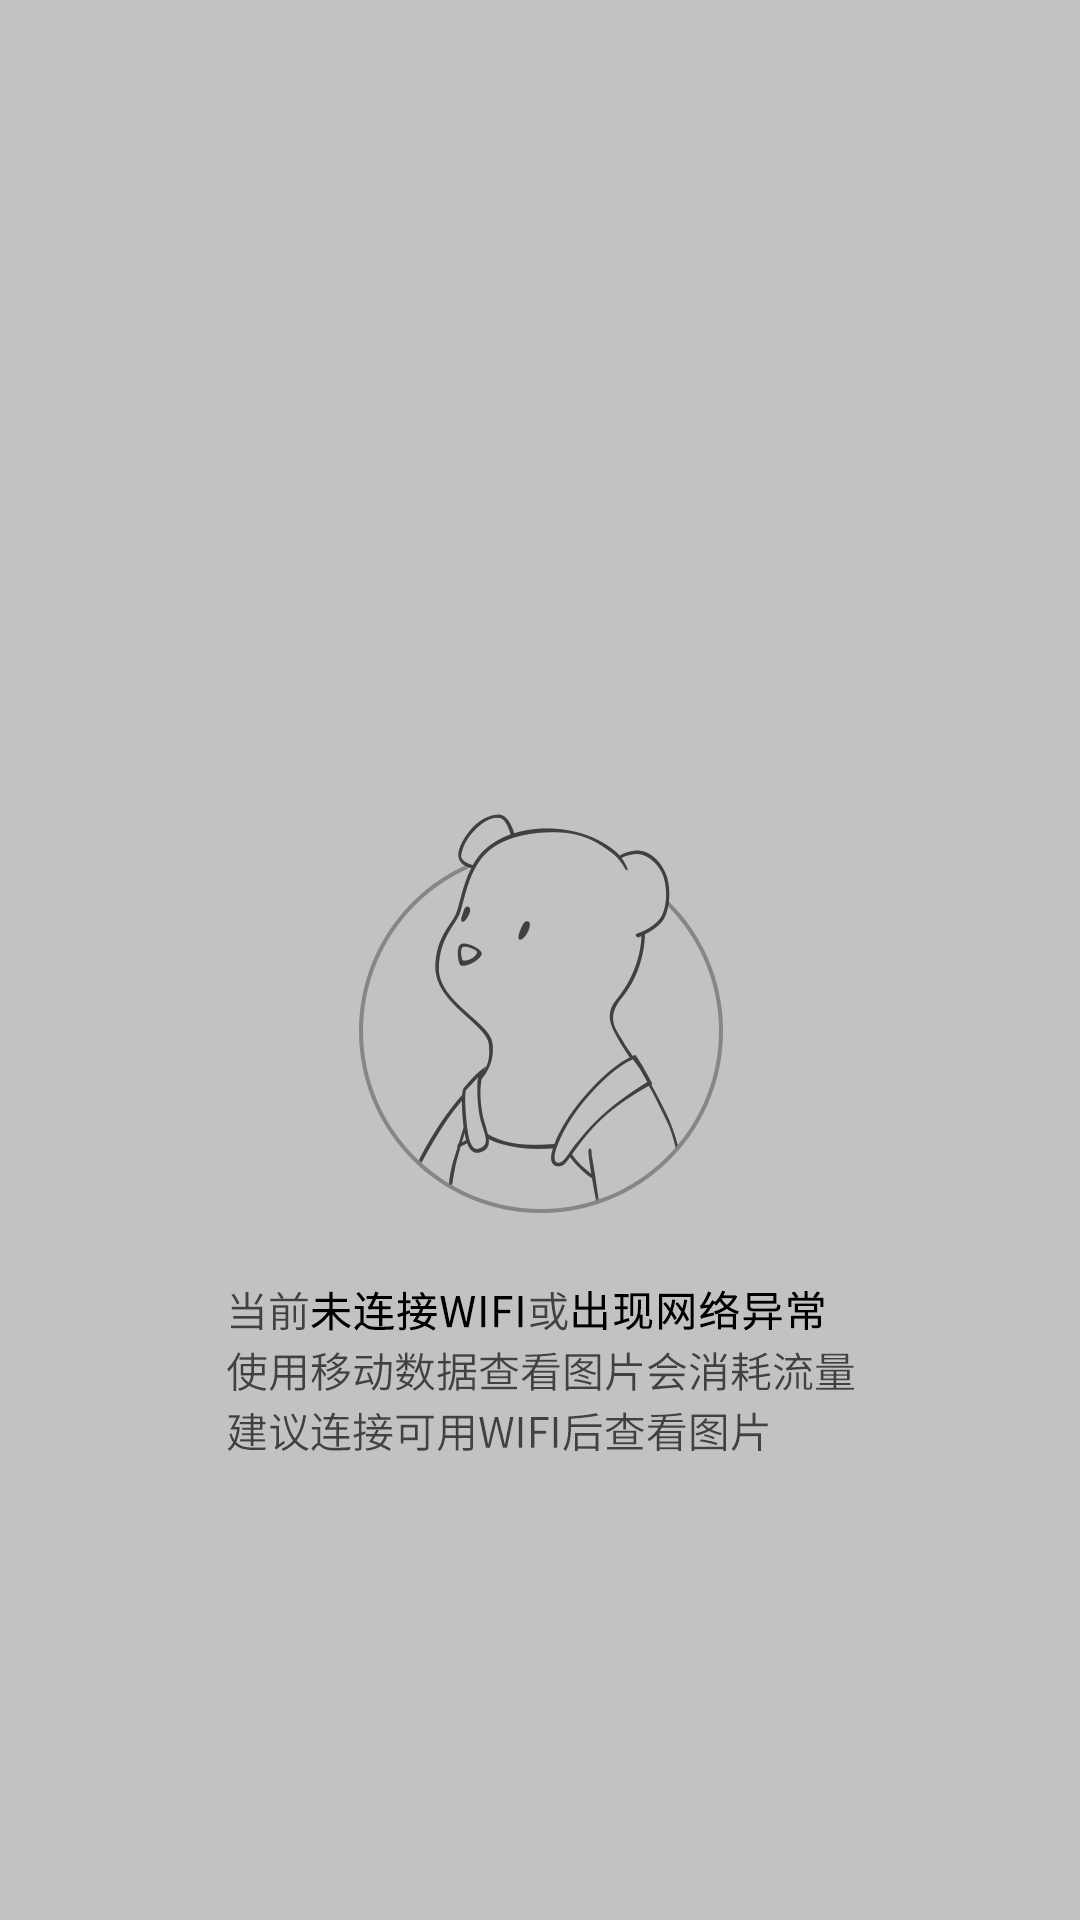 当前未连接WIFI或出现网络异常
使用移动数据查看图片会消耗流量
建议连接可用WIFI后查看图片